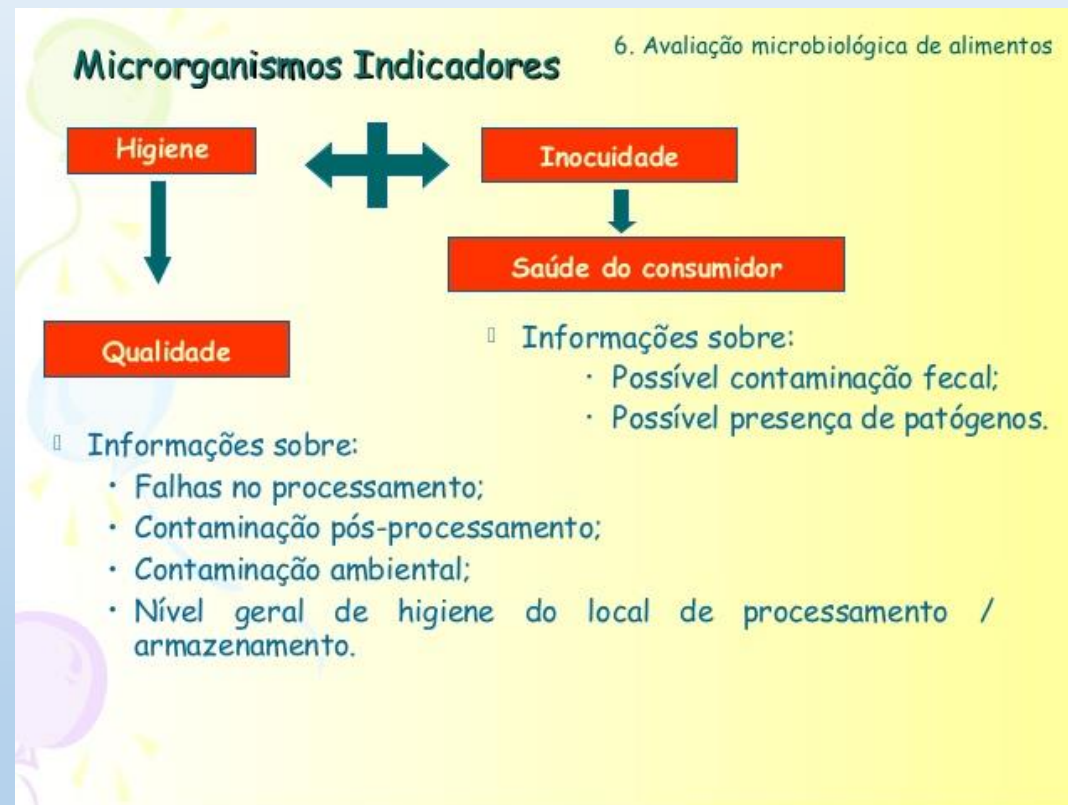 Microrganismos Indicadores
6. Avaliação microbiológica de alimentos
Higiene
Inocuidade
Saúde do consumidor
Qualidade
Informações sobre:
· Possível contaminação fecal;
· Possível presença de patógenos.
Informações sobre:
• Falhas no processamento;
• Contaminação pós-processamento;
• Contaminação ambiental;
• Nível geral de higiene do local de processamento /
armazenamento.